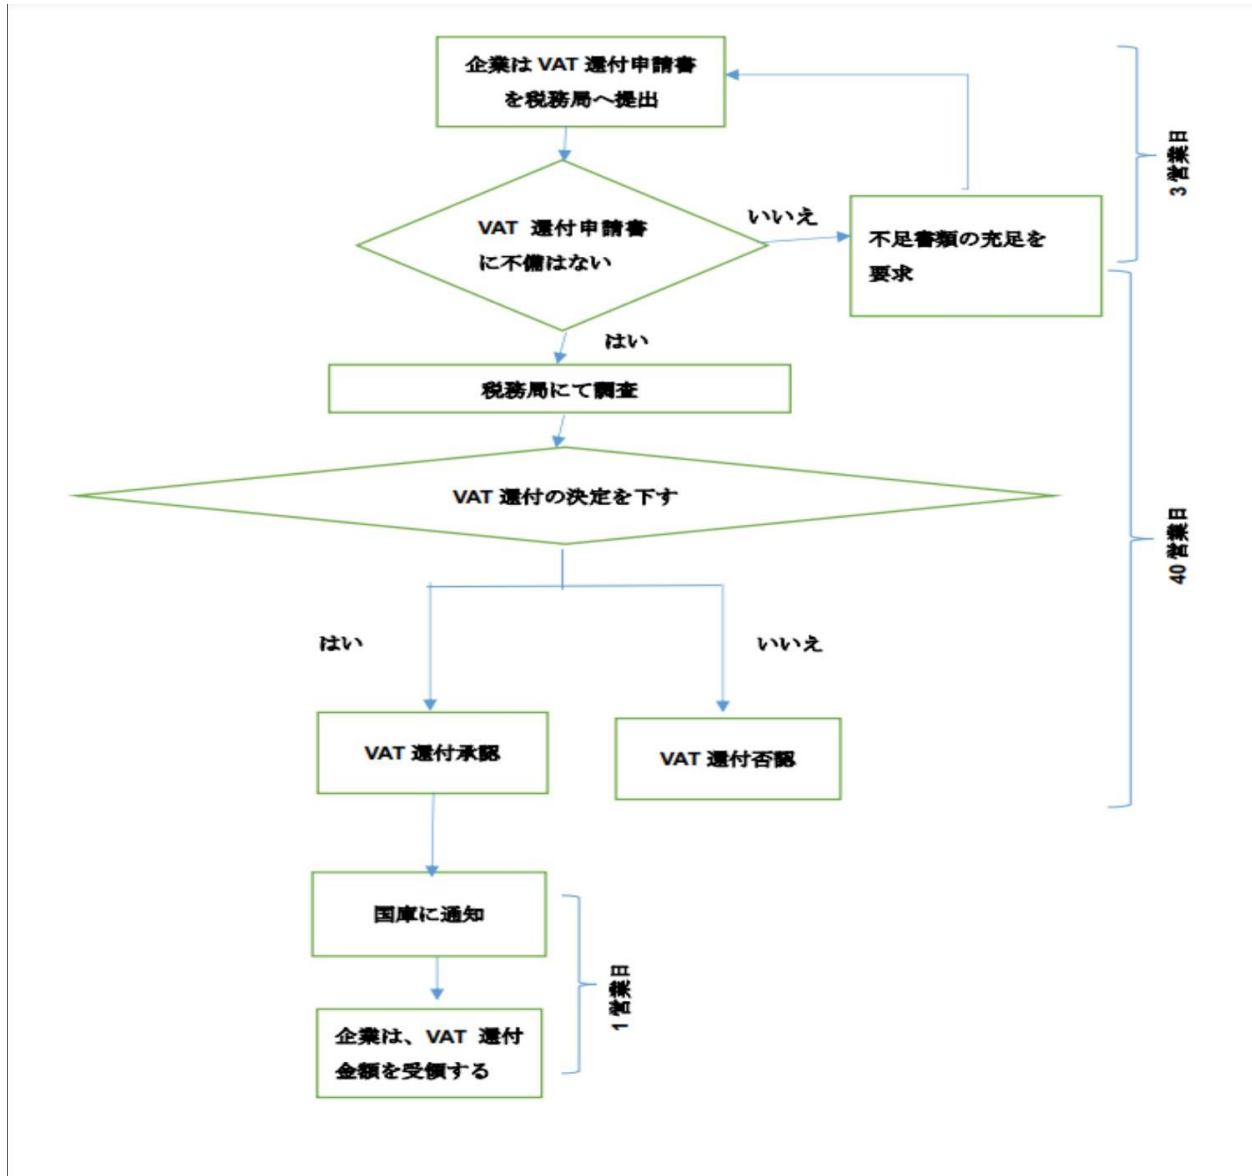 企業は VAT 還付申請書
を税務局へ提出
3 営業日
VAT 還付申請書
に不備はない
いいえ
不足書類の充足を
要求
はい
税務局にて調査
VAT 還付の決定を下す
40 営業日
はい
いいえ
VAT 還付承認
VAT 還付否認
国庫に通知
1 営業日
企業は、VAT 還付
金額を受領する